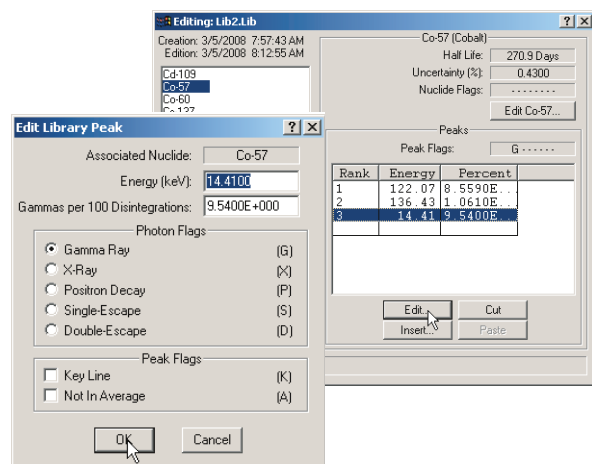 Editing: Lib2.Lib
Creation: 3/5/2008 7:57:43 AM
Edition: 3/5/2008 8:12:55 AM
Cd-109
Co-57
Co-60
Co-57 (Cobalt)
Half Life: 270.9 Days
Uncertainty (%): 0.4300
Nuclide Flags: - - - - - - - -
Edit Co-57...
Peaks
Peak Flags: G - - - - - -
Rank Energy Percent
1 122.07 8.5590E...
2 136.43 1.0610E...
3 14.41 9.5400E...
Edit...
Cut
Insert...
Paste
Edit Library Peak
Associated Nuclide: Co-57
Energy (keV): 14.4100
Gammas per 100 Disintegrations: 9.5400E+000
Photon Flags
Gamma Ray (G)
X-Ray (X)
Positron Decay (P)
Single-Escape (S)
Double-Escape (D)
Peak Flags
Key Line (K)
Not In Average (A)
OK
Cancel